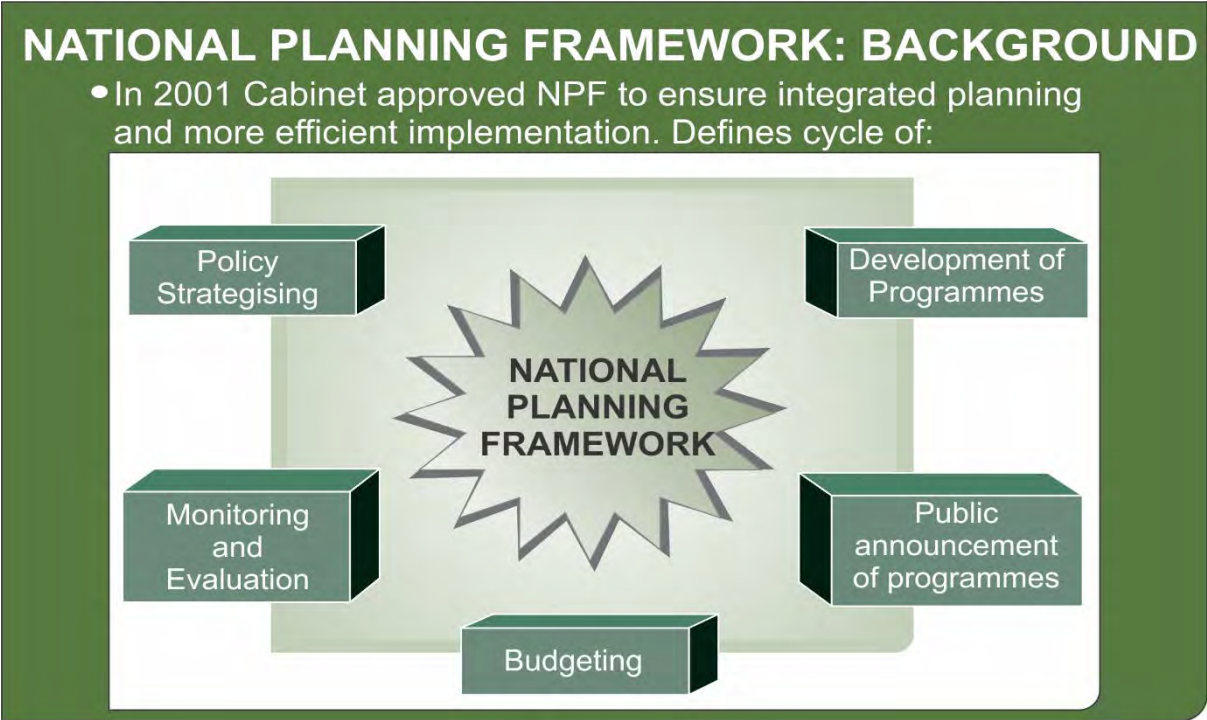 NATIONAL PLANNING FRAMEWORK: BACKGROUND
• In 2001 Cabinet approved NPF to ensure integrated planning
and more efficient implementation. Defines cycle of:
Policy
Strategising
Development of
Programmes
NATIONAL
PLANNING
FRAMEWORK
Monitoring
and
Evaluation
Public
announcement
of programmes
Budgeting